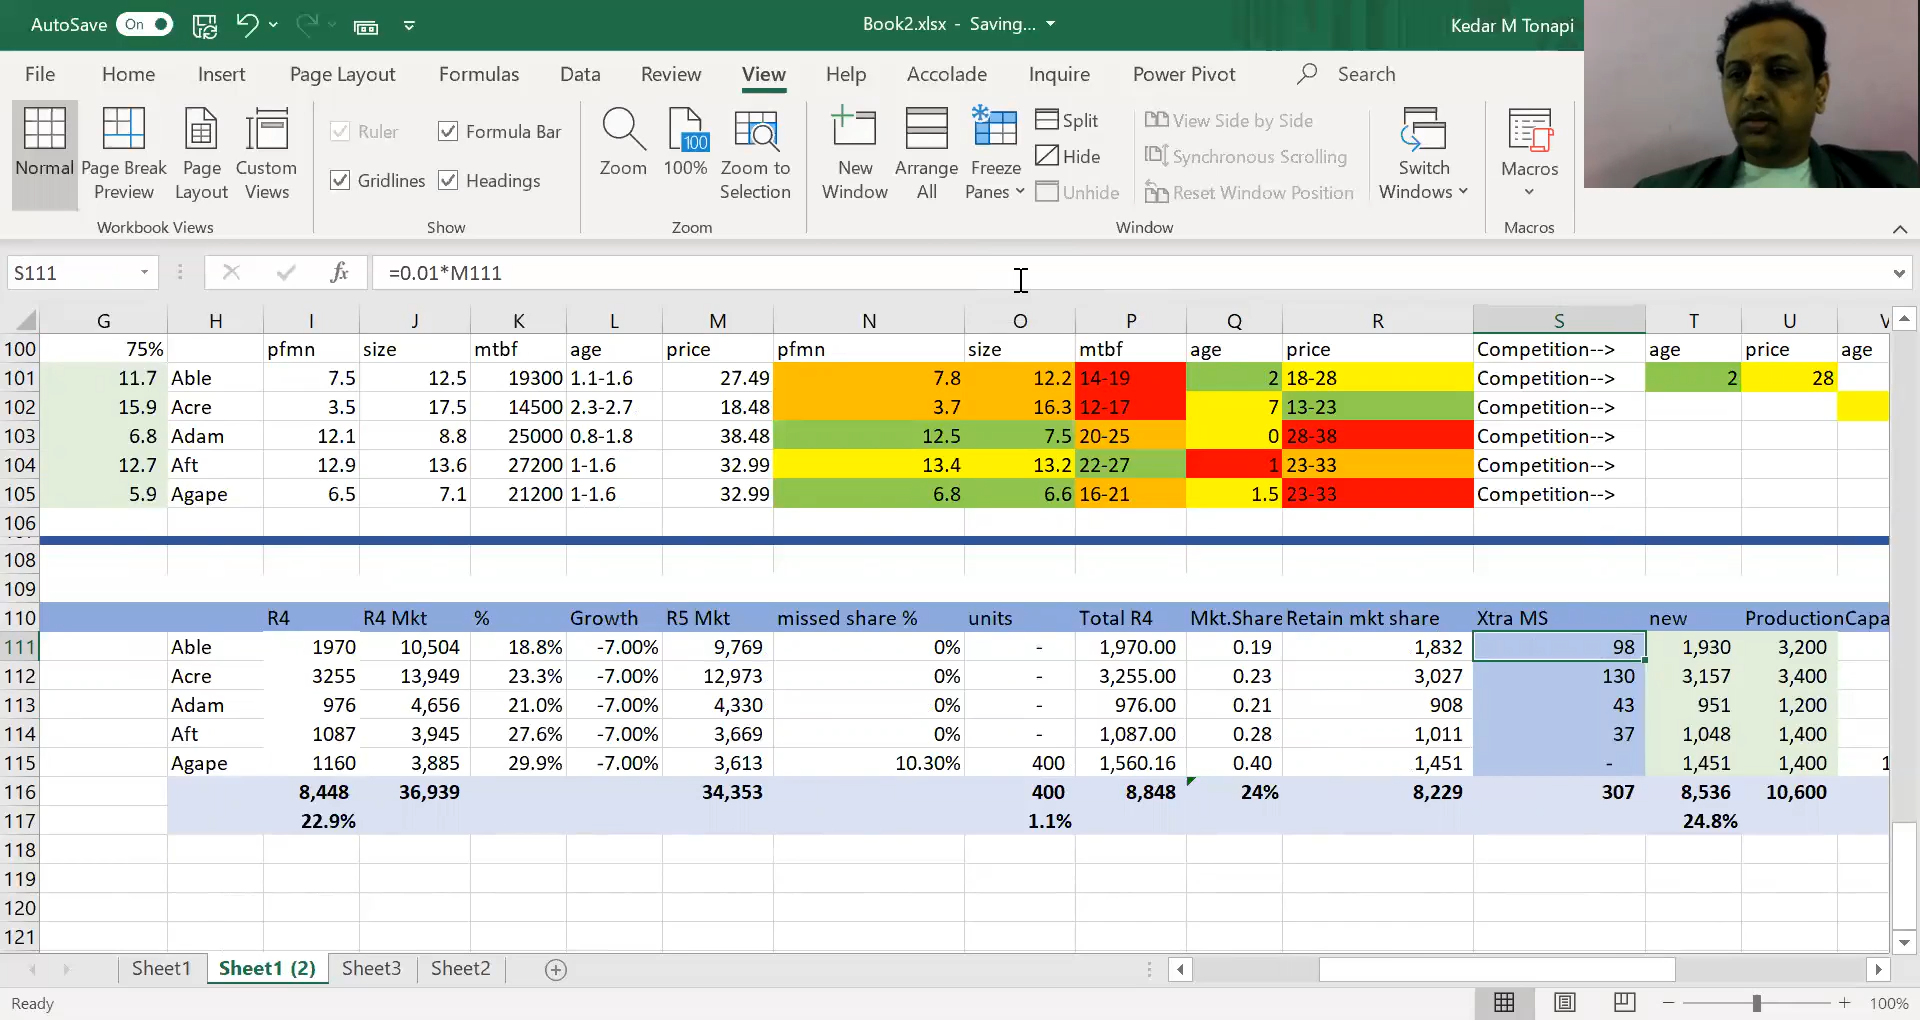 AutoSave On Book2.xlsx - Saving... Kedar M Tonapi
File Home Insert Page Layout Formulas Data Review View Help Accolade Inquire Power Pivot Search
Normal Page Break Preview Page Layout Custom Views
Workbook Views
Ruler Formula Bar
Gridlines Headings
Show
Zoom 100 100% Zoom to Selection
Zoom
New Window Arrange All Freeze Panes
Split
Hide
Unhide
View Side by Side
Synchronous Scrolling
Reset Window Position
Switch Windows
Window
Macros
Macros
S111 fx =0.01*M111
G H I J K L M N O P Q R S T U V
100 75% pfmn size mtbf age price pfmn size mtbf age price Competition--> age price age
101 11.7 Able 7.5 12.5 19300 1.1-1.6 27.49 7.8 12.2 14-19 2 18-28 Competition--> 2 28
102 15.9 Acre 3.5 17.5 14500 2.3-2.7 18.48 3.7 16.3 12-17 7 13-23 Competition-->
103 6.8 Adam 12.1 8.8 25000 0.8-1.8 38.48 12.5 7.5 20-25 0 28-38 Competition-->
104 12.7 Aft 12.9 13.6 27200 1-1.6 32.99 13.4 13.2 22-27 1 23-33 Competition-->
105 5.9 Agape 6.5 7.1 21200 1-1.6 32.99 6.8 6.6 16-21 1.5 23-33 Competition-->
106
108
109
110 R4 R4 Mkt % Growth R5 Mkt missed share % units Total R4 Mkt.Share Retain mkt share Xtra MS new Production Capa
111 Able 1970 10,504 18.8% -7.00% 9,769 0% - 1,970.00 0.19 1,832 98 1,930 3,200
112 Acre 3255 13,949 23.3% -7.00% 12,973 0% - 3,255.00 0.23 3,027 130 3,157 3,400
113 Adam 976 4,656 21.0% -7.00% 4,330 0% - 976.00 0.21 908 43 951 1,200
114 Aft 1087 3,945 27.6% -7.00% 3,669 0% - 1,087.00 0.28 1,011 37 1,048 1,400
115 Agape 1160 3,885 29.9% -7.00% 3,613 10.30% 400 1,560.16 0.40 1,451 - 1,451 1,400 1
116 8,448 36,939 34,353 400 8,848 24% 8,229 307 8,536 10,600
117 22.9% 1.1% 24.8%
118
119
120
121
Sheet1 Sheet1 (2) Sheet3 Sheet2
Ready 100%